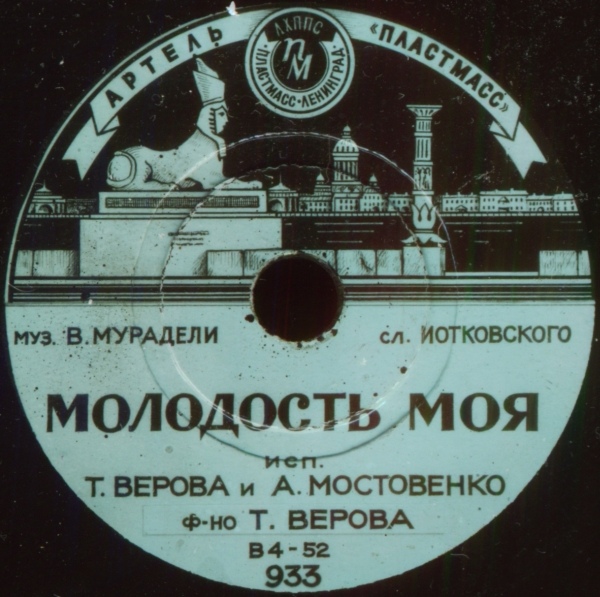 АРТЕЛЬ «ПЛАСТМАСС»
ЛХППС
ПМ
ПЛАСТМАСС • ЛЕНИНГРАД
МУЗ. В. МУРАДЕЛИ
СЛ. ИОТКОВСКОГО
МОЛОДОСТЬ МОЯ
ИСП.
Т. ВЕРОВА И А. МОСТОВЕНКО
Ф-НО Т. ВЕРОВА
В4-52
933